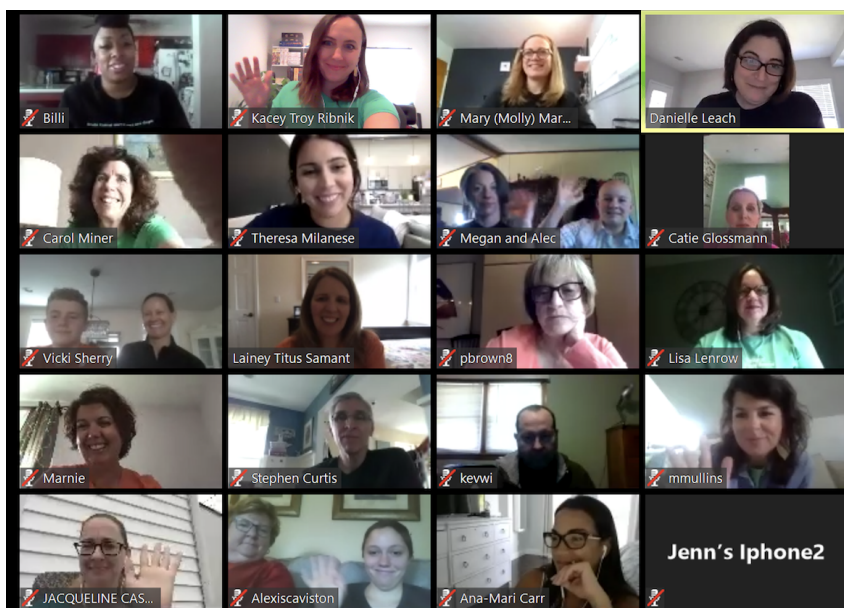 Billi
Kacey Troy Ribnik
Mary (Molly) Mar...
Danielle Leach
Carol Miner
Theresa Milanese
Megan and Alec
Catie Glossmann
Vicki Sherry
Lainey Titus Samant
pbrown8
Lisa Lenrow
Marnie
Stephen Curtis
kevwi
mmullins
JACQUELINE CAS...
Alexiscaviston
Ana-Mari Carr
Jenn's Iphone2